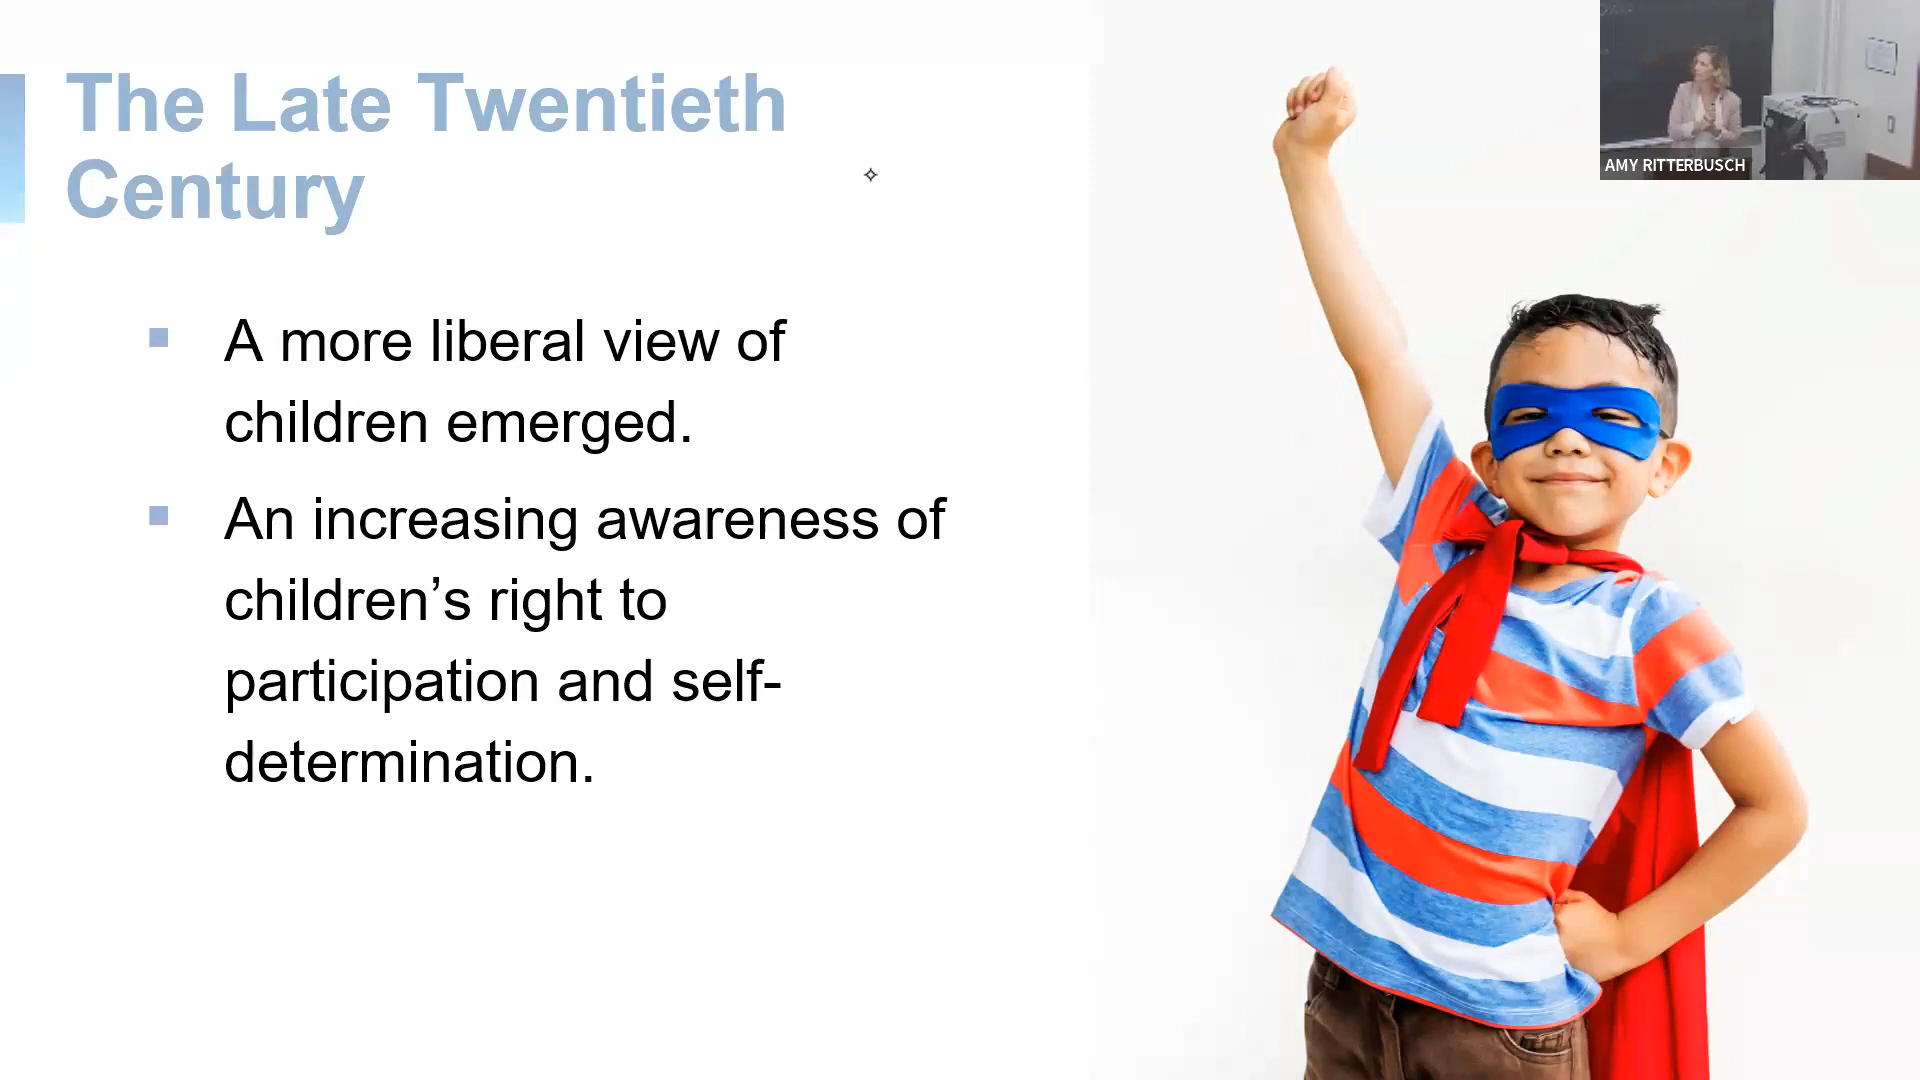 The Late Twentieth
Century
A more liberal view of
children emerged.
An increasing awareness of
children’s right to
participation and self-
determination.
AMY RITTERBUSCH